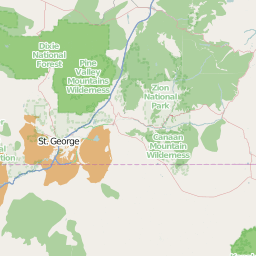 Dixie
National
Forest
Pine
Valley
Mountains
Wilderness
Zion
National
Park
St. George
Canaan
Mountain
Wilderness
al
tion